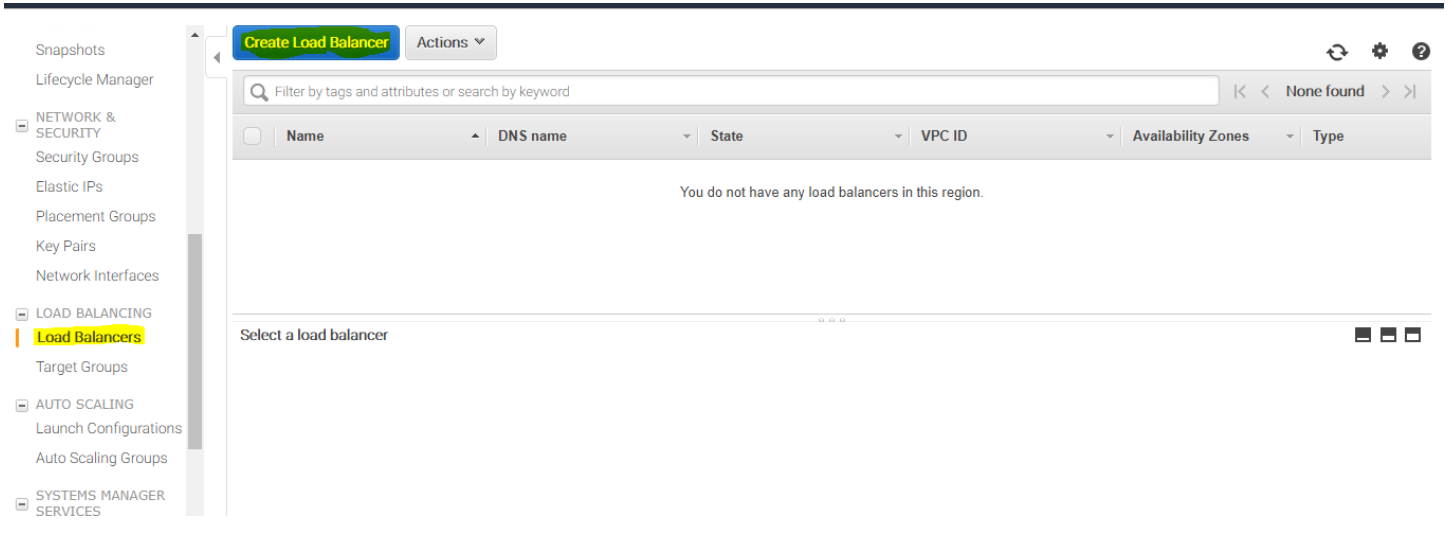 Snapshots
Lifecycle Manager
NETWORK &
SECURITY
Security Groups
Elastic IPs
Placement Groups
Key Pairs
Network Interfaces
LOAD BALANCING
Load Balancers
Target Groups
AUTO SCALING
Launch Configurations
Auto Scaling Groups
SYSTEMS MANAGER
SERVICES
Create Load Balancer Actions
Filter by tags and attributes or search by keyword None found
Name DNS name State VPC ID Availability Zones Type
You do not have any load balancers in this region.
Select a load balancer